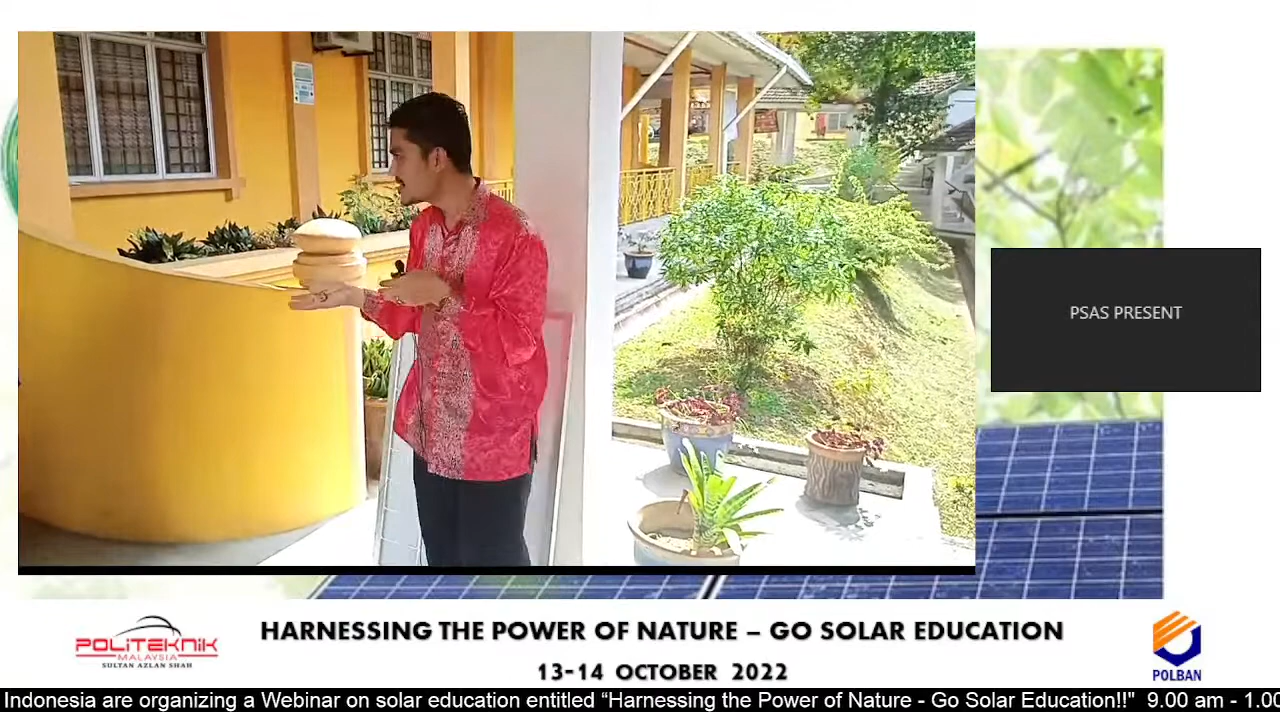 PSAS PRESENT
POLITEKNIK
MALAYSIA
SULTAN AZLAN SHAH
HARNESSING THE POWER OF NATURE – GO SOLAR EDUCATION
13-14 OCTOBER 2022
POLBAN
Indonesia are organizing a Webinar on solar education entitled “Harnessing the Power of Nature - Go Solar Education!!" 9.00 am - 1.00